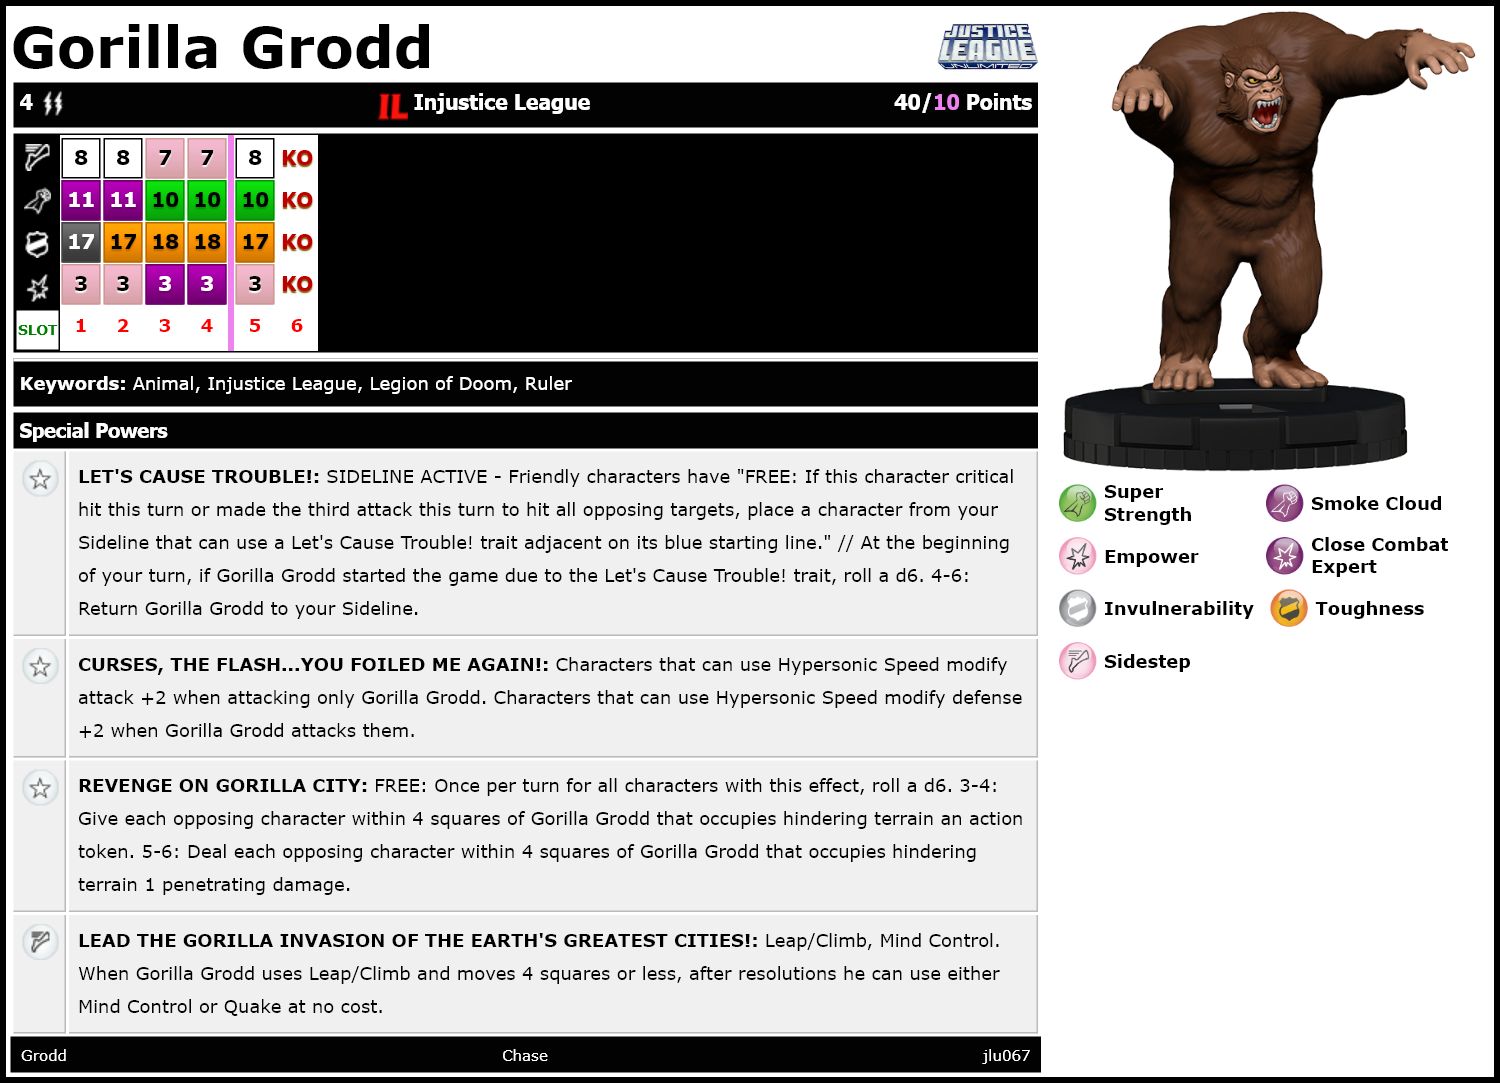 Gorilla Grodd
JUSTICE
LEAGUE
UNLIMITED
4 IL Injustice League 40/10 Points
8 8 7 7 8 KO
11 11 10 10 10 KO
17 17 18 18 17 KO
3 3 3 3 3 KO
SLOT 1 2 3 4 5 6
Keywords: Animal, Injustice League, Legion of Doom, Ruler
Special Powers
LET'S CAUSE TROUBLE!: SIDELINE ACTIVE - Friendly characters have "FREE: If this character critical
hit this turn or made the third attack this turn to hit all opposing targets, place a character from your
Sideline that can use a Let's Cause Trouble! trait adjacent on its blue starting line." // At the beginning
of your turn, if Gorilla Grodd started the game due to the Let's Cause Trouble! trait, roll a d6. 4-6:
Return Gorilla Grodd to your Sideline.
CURSES, THE FLASH...YOU FOILED ME AGAIN!: Characters that can use Hypersonic Speed modify
attack +2 when attacking only Gorilla Grodd. Characters that can use Hypersonic Speed modify defense
+2 when Gorilla Grodd attacks them.
REVENGE ON GORILLA CITY: FREE: Once per turn for all characters with this effect, roll a d6. 3-4:
Give each opposing character within 4 squares of Gorilla Grodd that occupies hindering terrain an action
token. 5-6: Deal each opposing character within 4 squares of Gorilla Grodd that occupies hindering
terrain 1 penetrating damage.
LEAD THE GORILLA INVASION OF THE EARTH'S GREATEST CITIES!: Leap/Climb, Mind Control.
When Gorilla Grodd uses Leap/Climb and moves 4 squares or less, after resolutions he can use either
Mind Control or Quake at no cost.
Grodd Chase jlu067
Super
Strength
Smoke Cloud
Empower
Close Combat
Expert
Invulnerability
Toughness
Sidestep